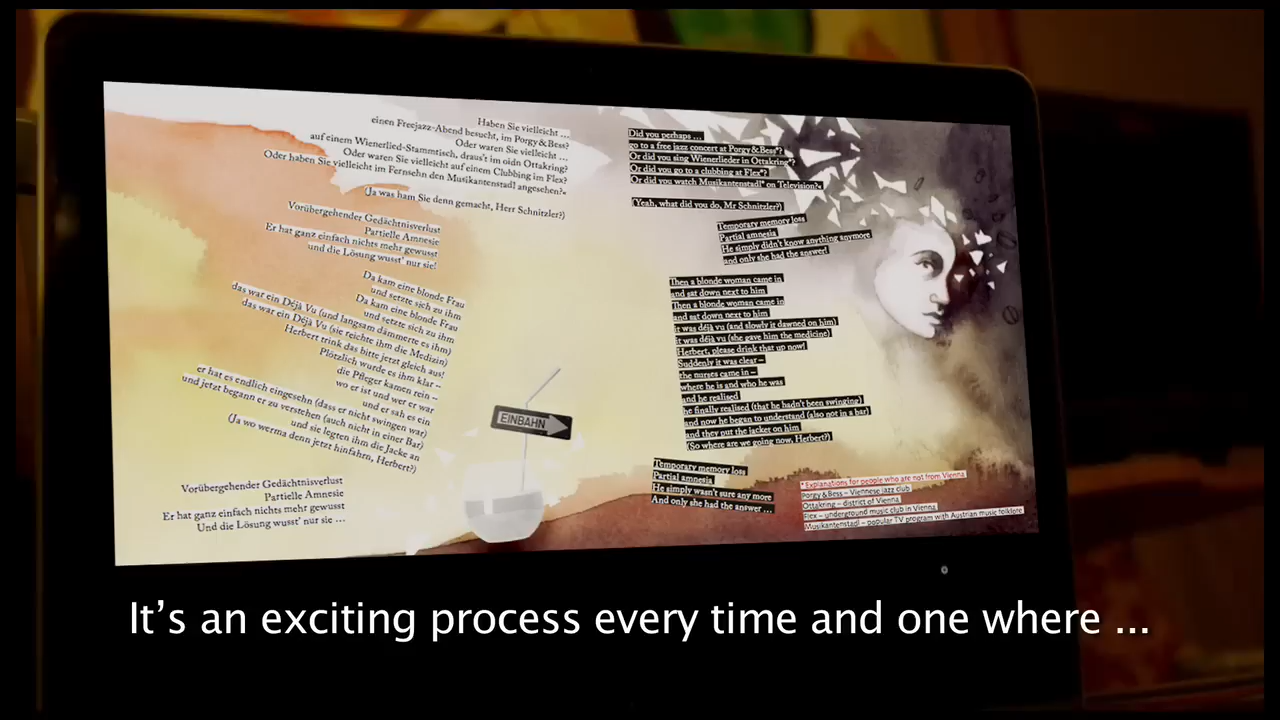 Haben Sie vielleicht ...
einen Freejazz-Abend besucht, im Porgy&Bess?
Oder waren Sie vielleicht ...
auf einem Wienerlied-Stammtisch, draus't im oidn Ottakring?
Oder waren Sie vielleicht auf einem Clubbing im Flex?
Oder haben Sie vielleicht im Fernsehn den Musikantenstadl angesehen?«
(Ja was ham Sie denn gemacht, Herr Schnitzler?)
Vorübergehender Gedächtnisverlust
Partielle Amnesie
Er hat ganz einfach nichts mehr gewusst
und die Lösung wusst' nur sie!
Da kam eine blonde Frau
und setzte sich zu ihm
Da kam eine blonde Frau
und setzte sich zu ihm
das war ein Déjà Vu (und langsam dämmerte es ihm)
das war ein Déjà Vu (sie reichte ihm die Medizin)
Herbert trink das bitte jetzt gleich aus!
Plötzlich wurde es ihm klar –
die Pfleger kamen rein –
wo er ist und wer er war
und er sah es ein
er hat es endlich eingesehn (dass er nicht swingen war)
und jetzt begann er zu verstehen (auch nicht in einer Bar)
und sie legten ihm die Jacke an
(Ja wo werma denn jetzt hinfahrn, Herbert?)
Vorübergehender Gedächtnisverlust
Partielle Amnesie
Er hat ganz einfach nichts mehr gewusst
Und die Lösung wusst' nur sie ...
EINBAHN
Did you perhaps ...
go to a free jazz concert at Porgy&Bess*?
Or did you sing Wienerlieder in Ottakring*?
Or did you go to a clubbing at Flex*?
Or did you watch Musikantenstadl* on Television?«
(Yeah, what did you do, Mr Schnitzler?)
Temporary memory loss
Partial amnesia
He simply didn't know anything anymore
and only she had the answer!
Then a blonde woman came in
and sat down next to him
Then a blonde woman came in
and sat down next to him
it was déjà vu (and slowly it dawned on him)
it was déjà vu (she gave him the medicine)
Herbert, please drink that up now!
Suddenly it was clear –
the nurses came in –
where he is and who he was
and he realised
he finally realised (that he hadn't been swinging)
and now he began to understand (also not in a bar)
and they put the jacket on him
(So where are we going now, Herbert?)
Temporary memory loss
Partial amnesia
He simply wasn't sure any more
And only she had the answer ...
*Explanations for people who are not from Vienna
Porgy&Bess – Viennese jazz club
Ottakring – district of Vienna
Flex – underground music club in Vienna
Musikantenstadl – popular TV program with Austrian music folklore
It's an exciting process every time and one where ...